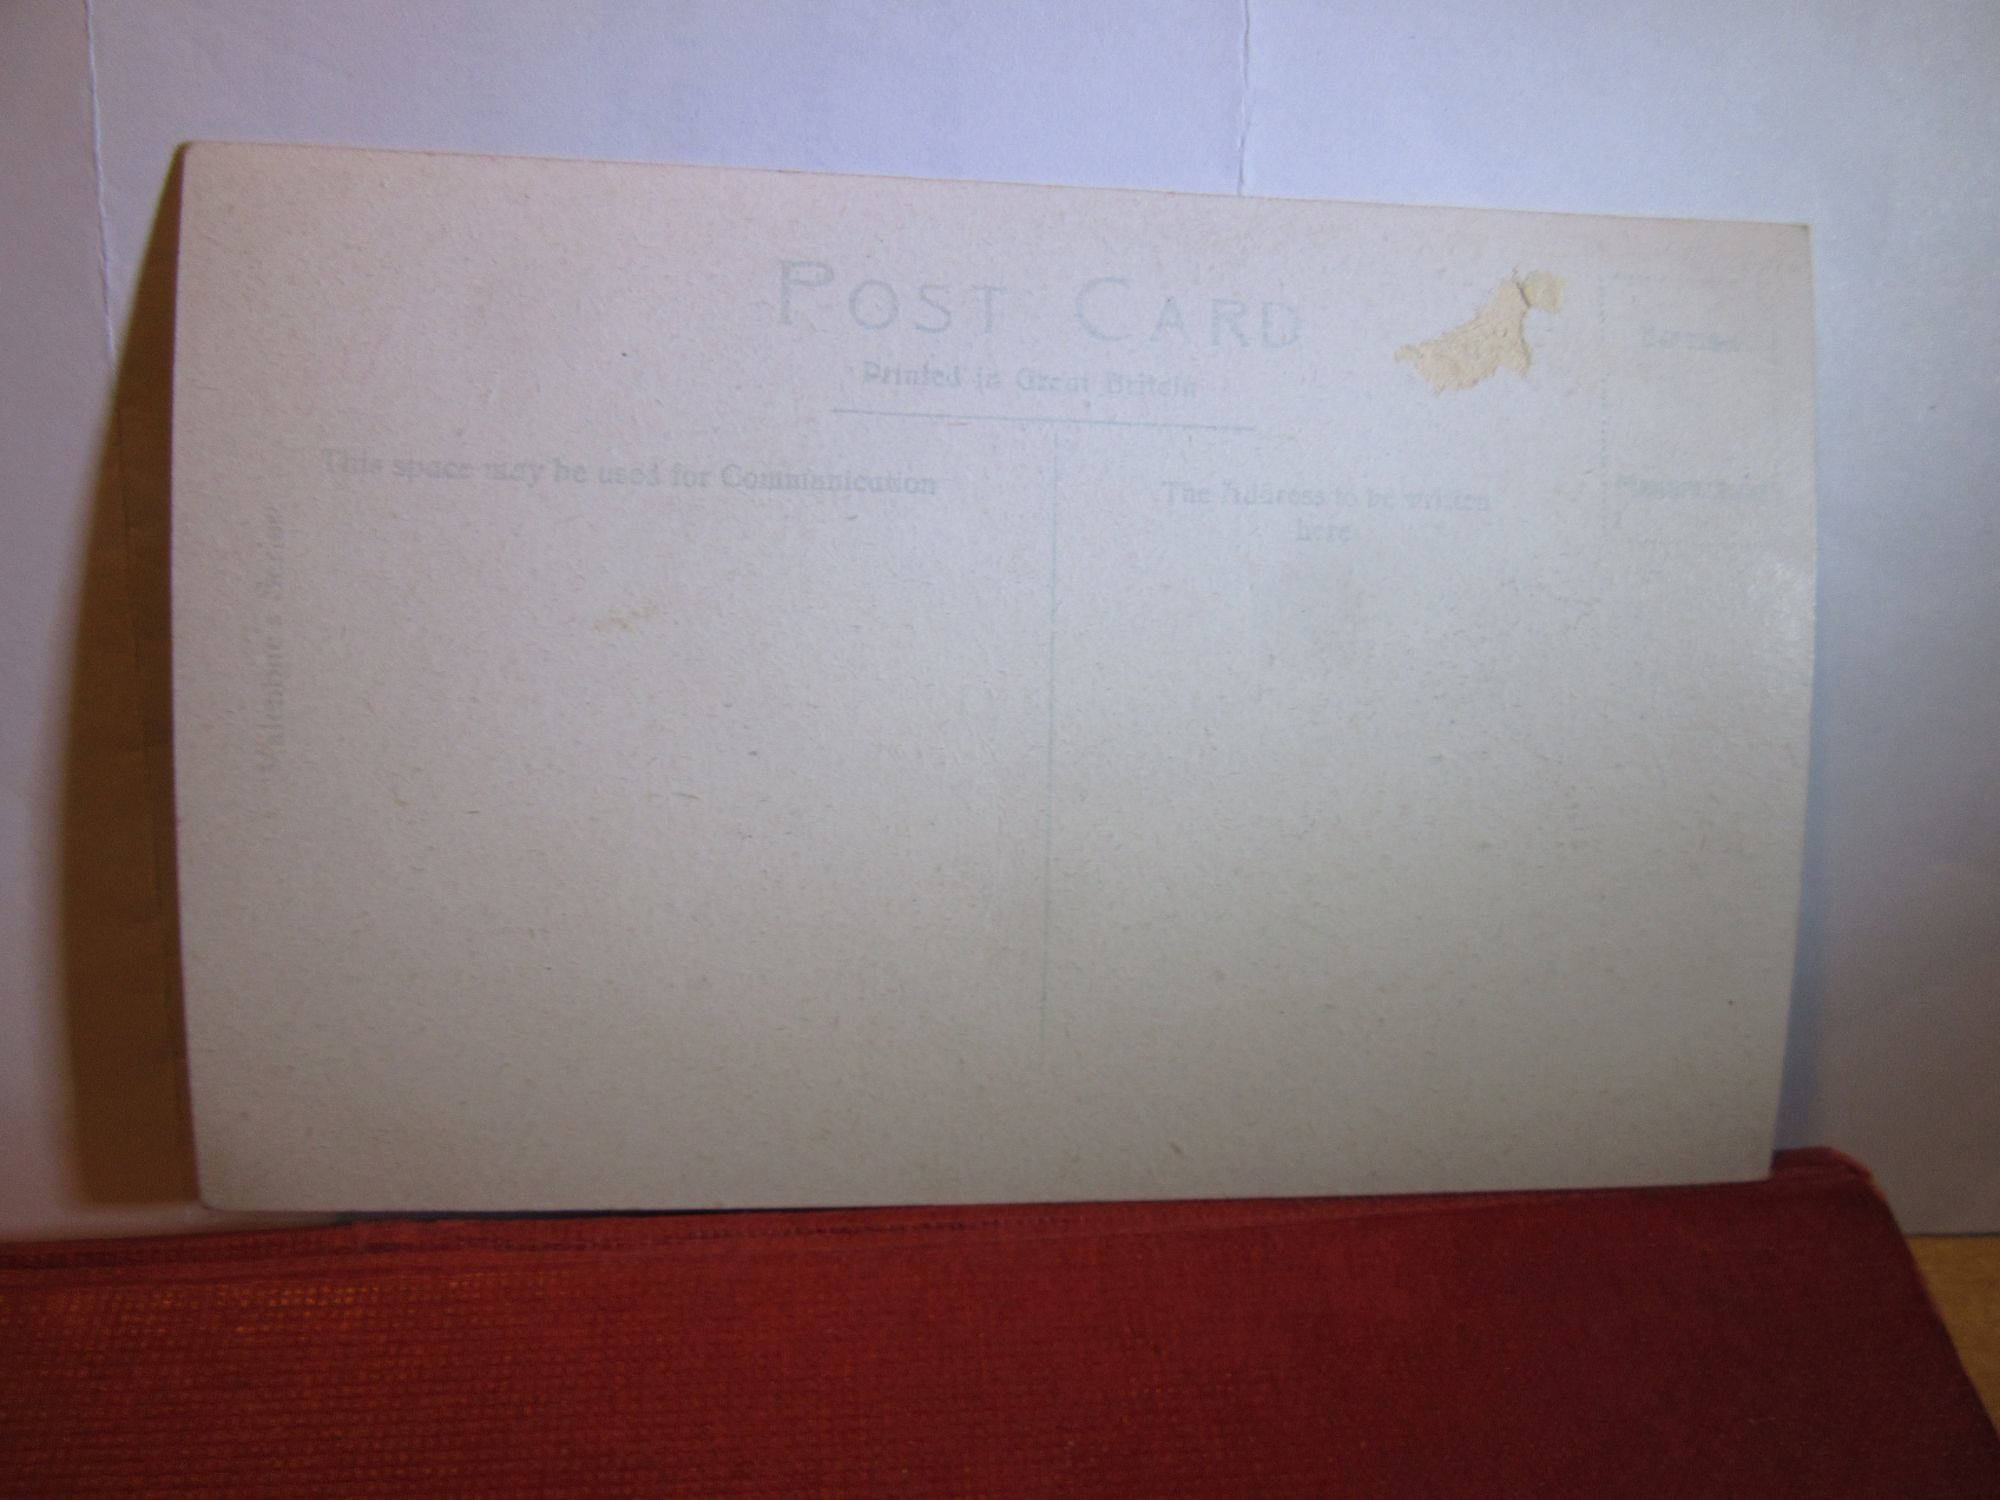 POST CARD
Printed in Great Britain
This space may be used for Communication
The Address to be written
here
Valentine's Series